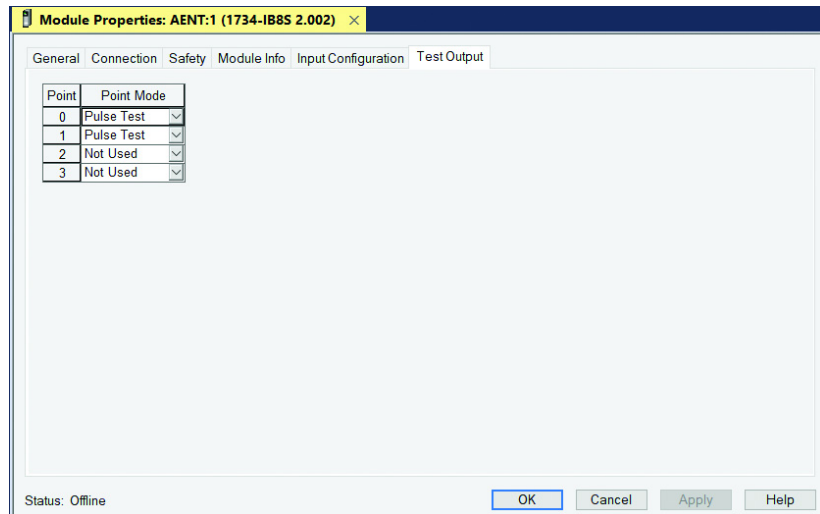 Module Properties: AENT:1 (1734-IB8S 2.002) ×
General Connection Safety Module Info Input Configuration Test Output
Point Point Mode
0 Pulse Test
1 Pulse Test
2 Not Used
3 Not Used
Status: Offline OK Cancel Apply Help